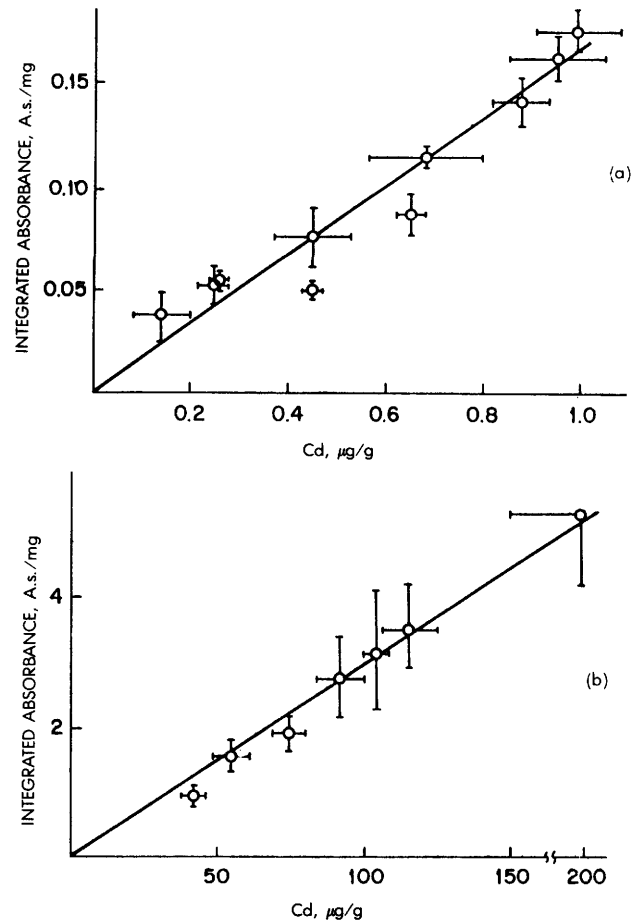 INTEGRATED ABSORBANCE, A.s./mg
0.15
0.10
0.05
(a)
0.2 0.4 0.6 0.8 1.0
Cd, µg/g
INTEGRATED ABSORBANCE, A.s./mg
4
2
(b)
50 100 150 200
Cd, µg/g